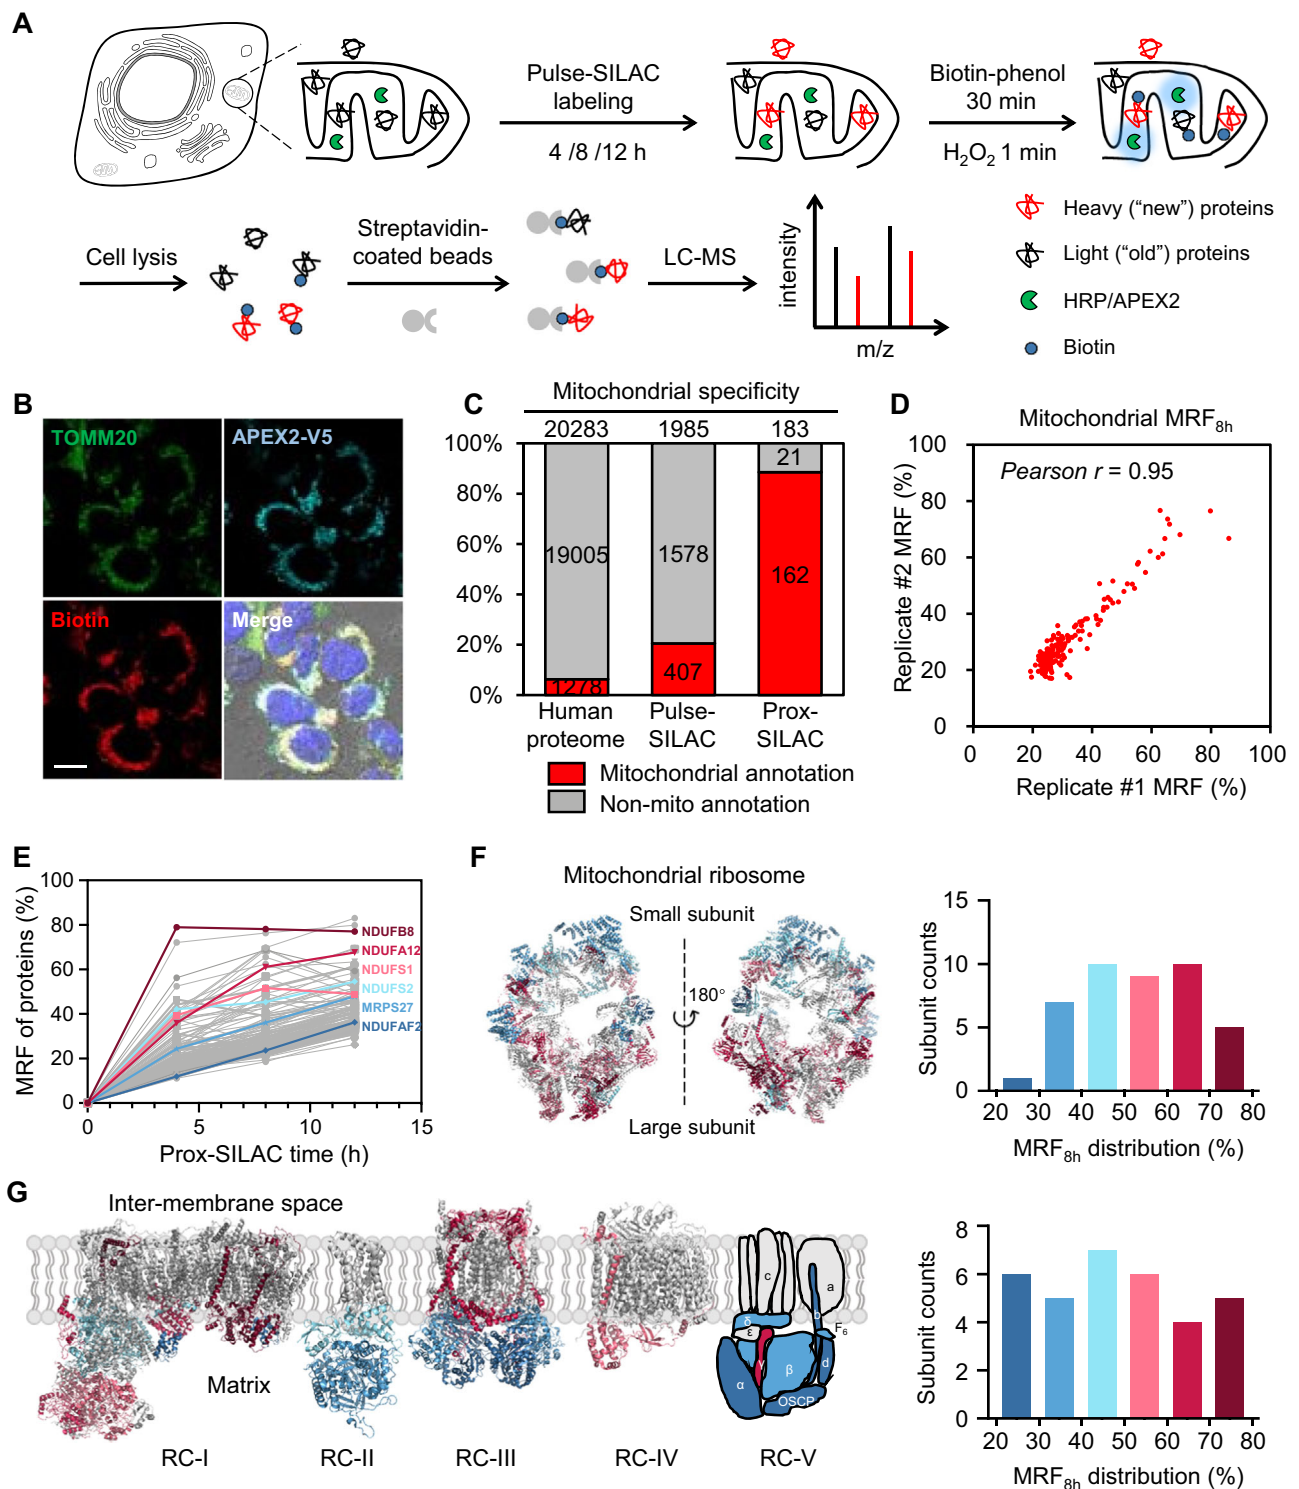 A
Pulse-SILAC
labeling
4 /8 /12 h
Biotin-phenol
30 min
H₂O₂ 1 min
Cell lysis
Streptavidin-
coated beads
LC-MS
intensity
m/z
Heavy (“new”) proteins
Light (“old”) proteins
HRP/APEX2
Biotin
B
TOMM20
APEX2-V5
Biotin
Merge
C
Mitochondrial specificity
20283 1985 183
100%
80%
60%
40%
20%
0%
19005
1278
1578
407
21
162
Human
proteome
Pulse-
SILAC
Prox-
SILAC
Mitochondrial annotation
Non-mito annotation
D
Mitochondrial MRF8h
Pearson r = 0.95
Replicate #2 MRF (%)
100
80
60
40
20
0
0 20 40 60 80 100
Replicate #1 MRF (%)
E
MRF of proteins (%)
100
80
60
40
20
0
NDUFB8
NDUFA12
NDUFS1
NDUFS2
MRPS27
NDUFAF2
0 5 10 15
Prox-SILAC time (h)
F
Mitochondrial ribosome
Small subunit
180°
Large subunit
Subunit counts
15
10
5
0
20 30 40 50 60 70 80
MRF8h distribution (%)
G
Inter-membrane space
Matrix
RC-I
RC-II
RC-III
RC-IV
RC-V
c
a
b
δ
ε
γ
F₆
α
β
d
OSCP
Subunit counts
8
6
4
2
0
20 30 40 50 60 70 80
MRF8h distribution (%)